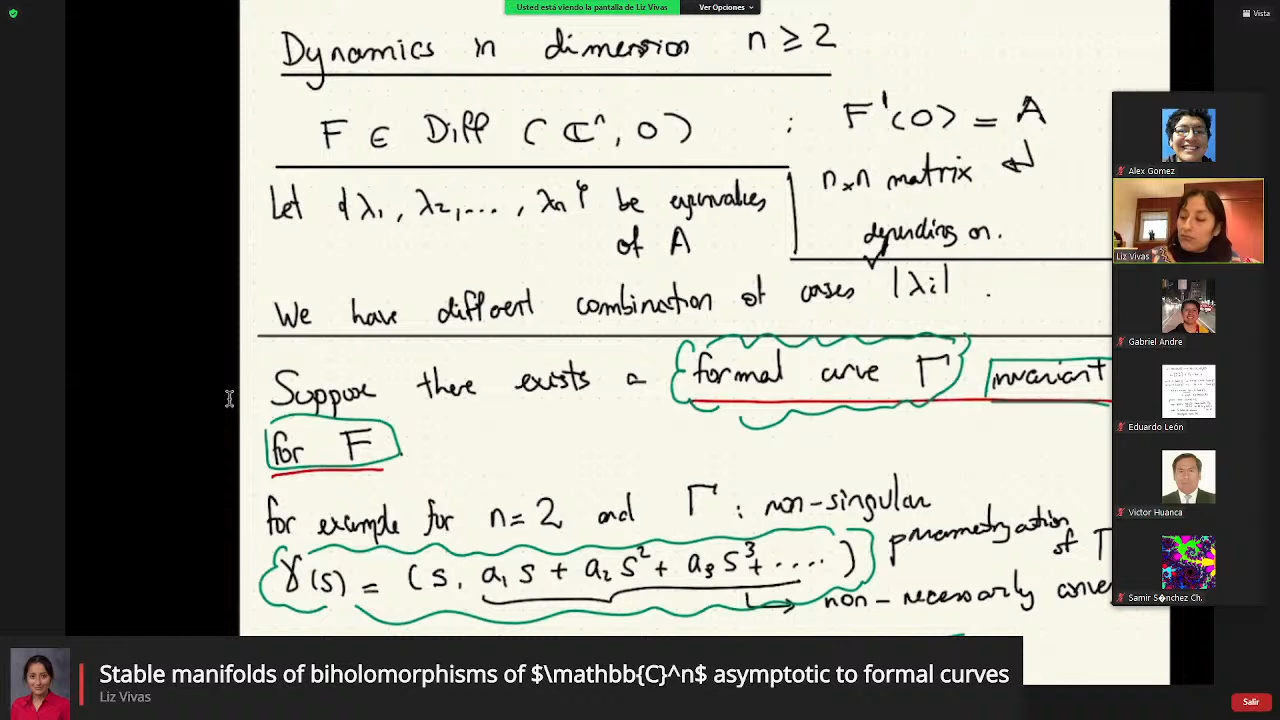 Usted está viendo la pantalla de Liz Vivas
Ver Opciones
Vista
Dynamics in dimension n ≥ 2
F ∈ Diff (ℂⁿ, 0) : F'(0) = A
n×n matrix
Let {λ₁, λ₂, ..., λₙ} be eigenvalues
of A
depending on.
We have different combination of cases |λi| .
Suppose there exists a formal curve Γ invariant
for F
for example for n=2 and Γ: non-singular
γ(s) = (s, a₁s + a₂s² + a₃s³ + ....)
parametrization
of Γ
non-necessarly conver
Alex Gomez
Liz Vivas
Gabriel Andre
Eduardo León
Victor Huanca
Samir S�nchez Ch.
Stable manifolds of biholomorphisms of $\mathbb{C}^n$ asymptotic to formal curves
Liz Vivas
Salir